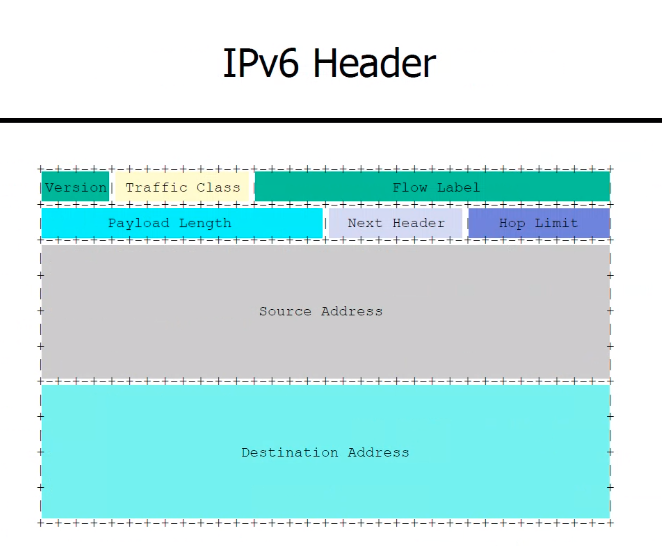 IPv6 Header
Version | Traffic Class | Flow Label
Payload Length | Next Header | Hop Limit
Source Address
Destination Address